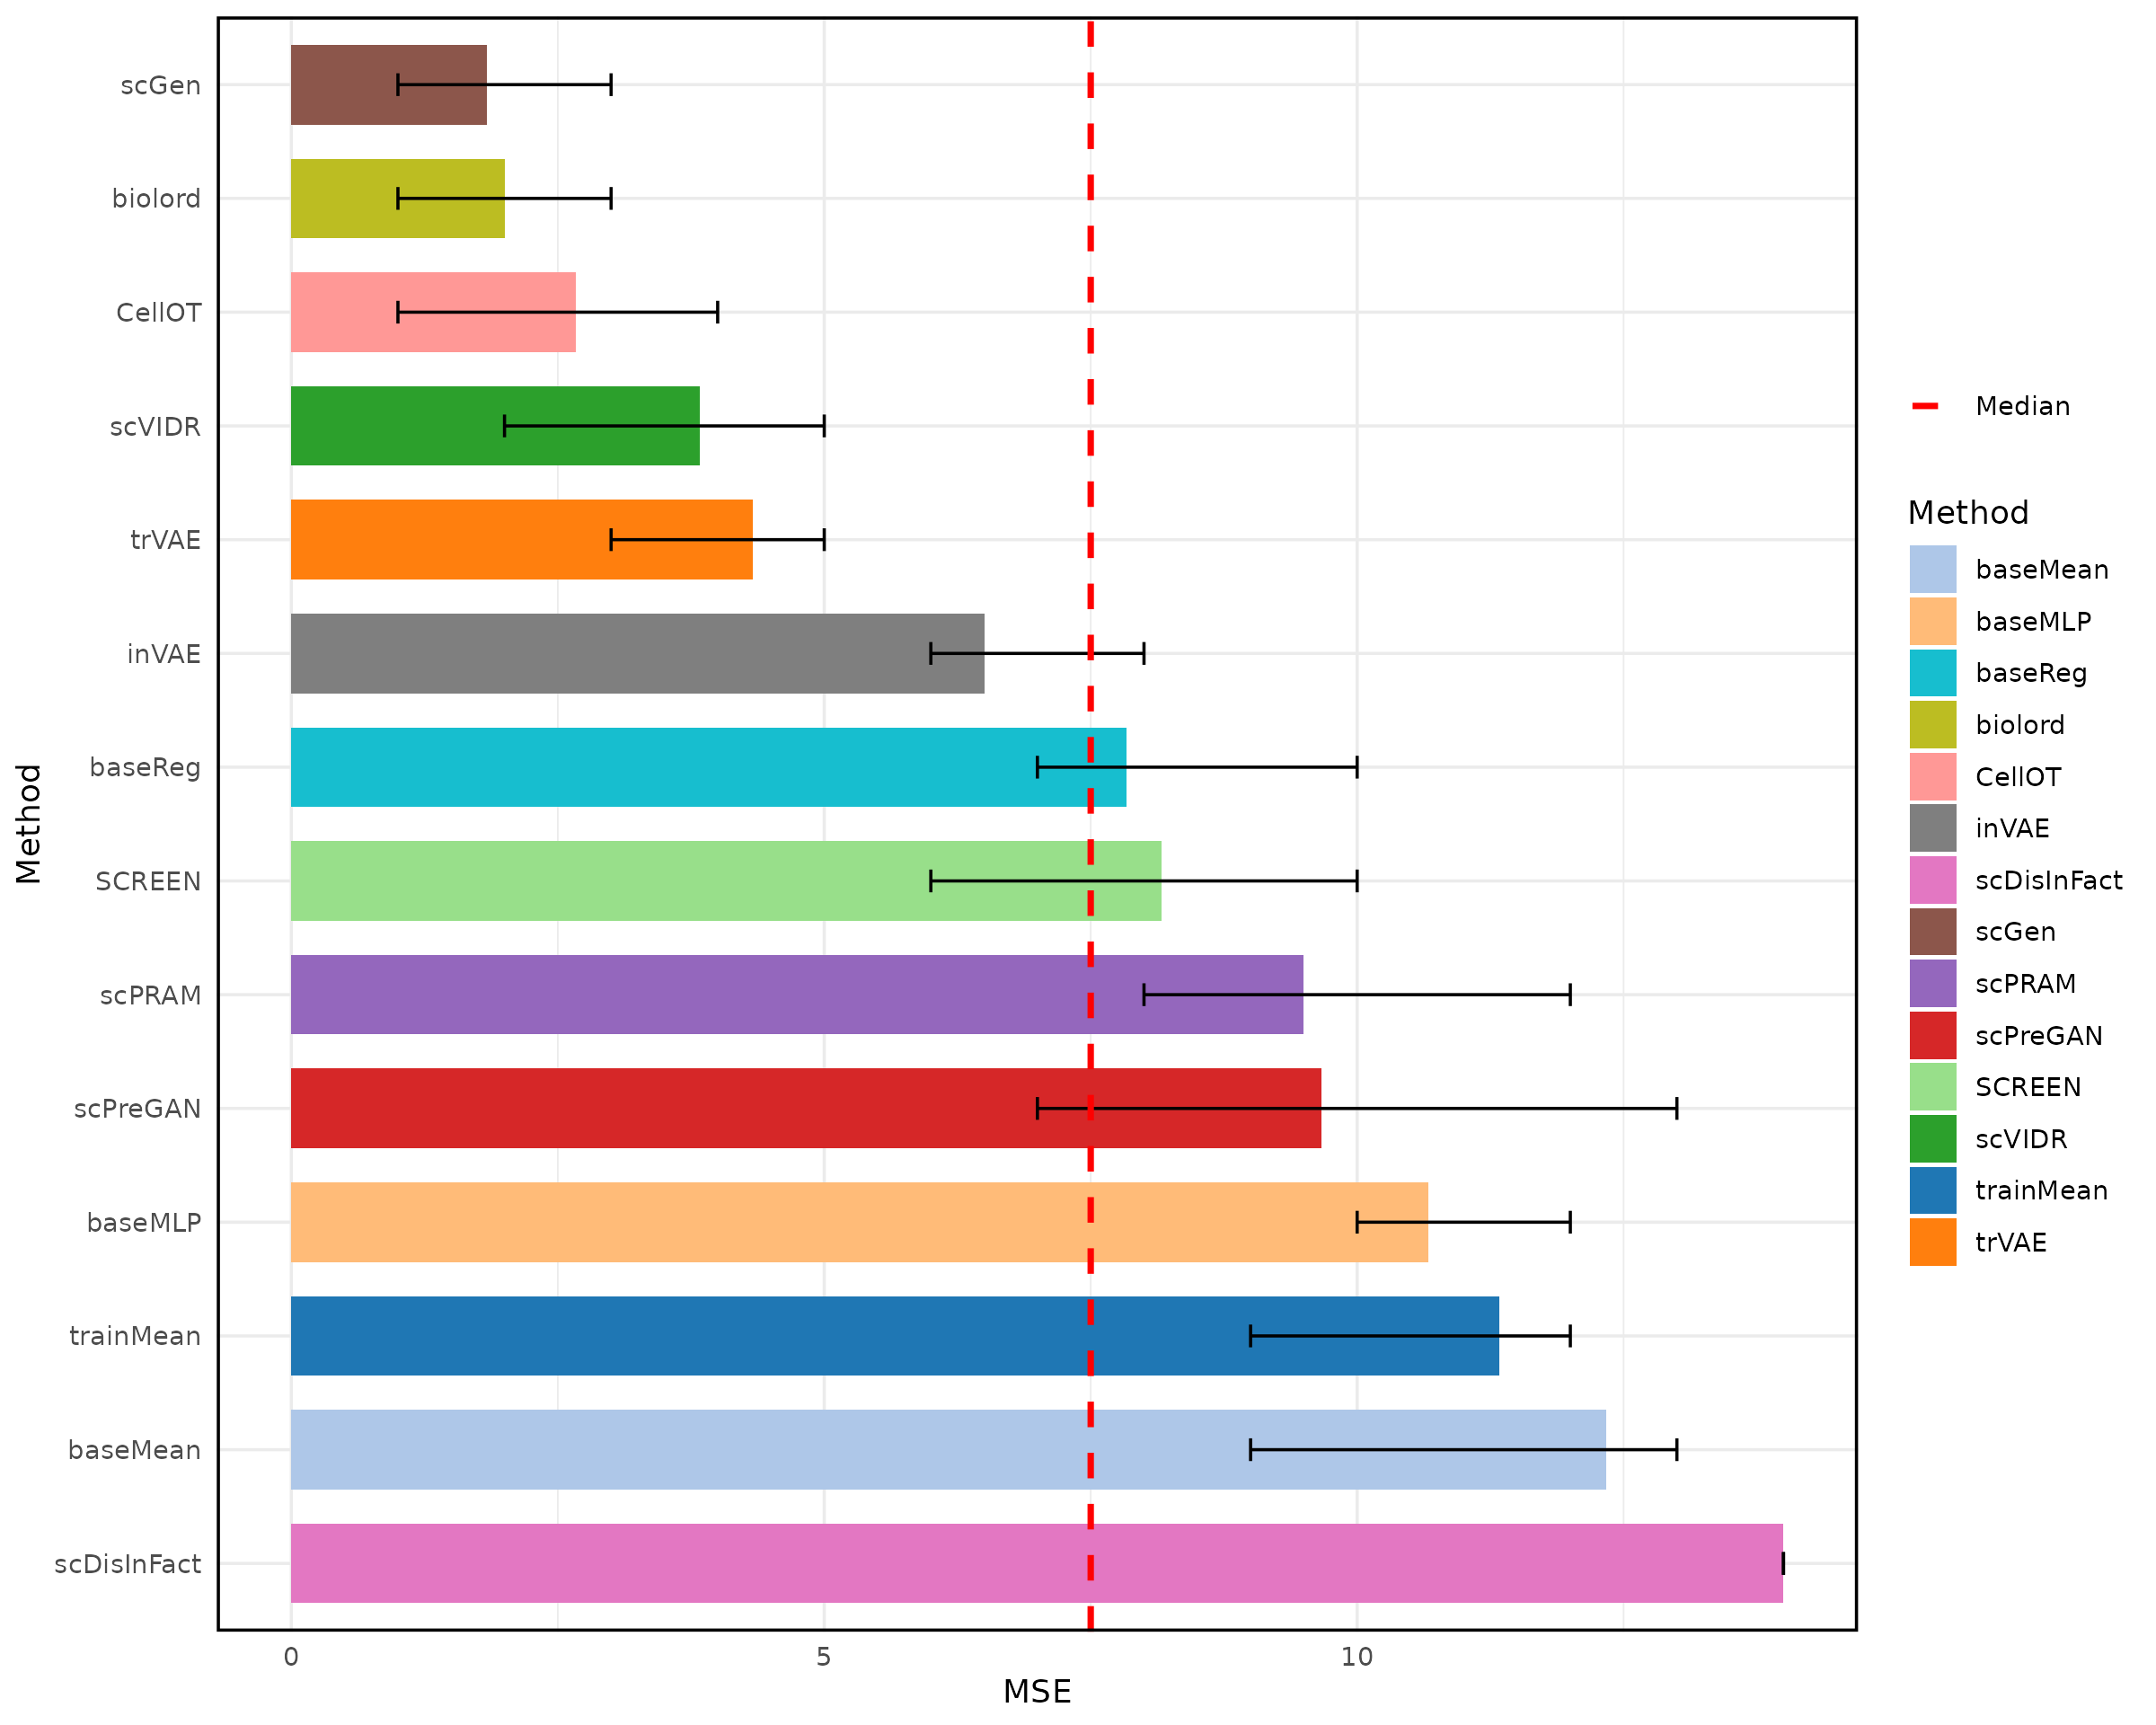 scGen
biolord
CellOT
scVIDR
trVAE
inVAE
baseReg
SCREEN
scPRAM
scPreGAN
baseMLP
trainMean
baseMean
scDisInFact
Method
0 5 10
MSE
Median
Method
baseMean
baseMLP
baseReg
biolord
CellOT
inVAE
scDisInFact
scGen
scPRAM
scPreGAN
SCREEN
scVIDR
trainMean
trVAE